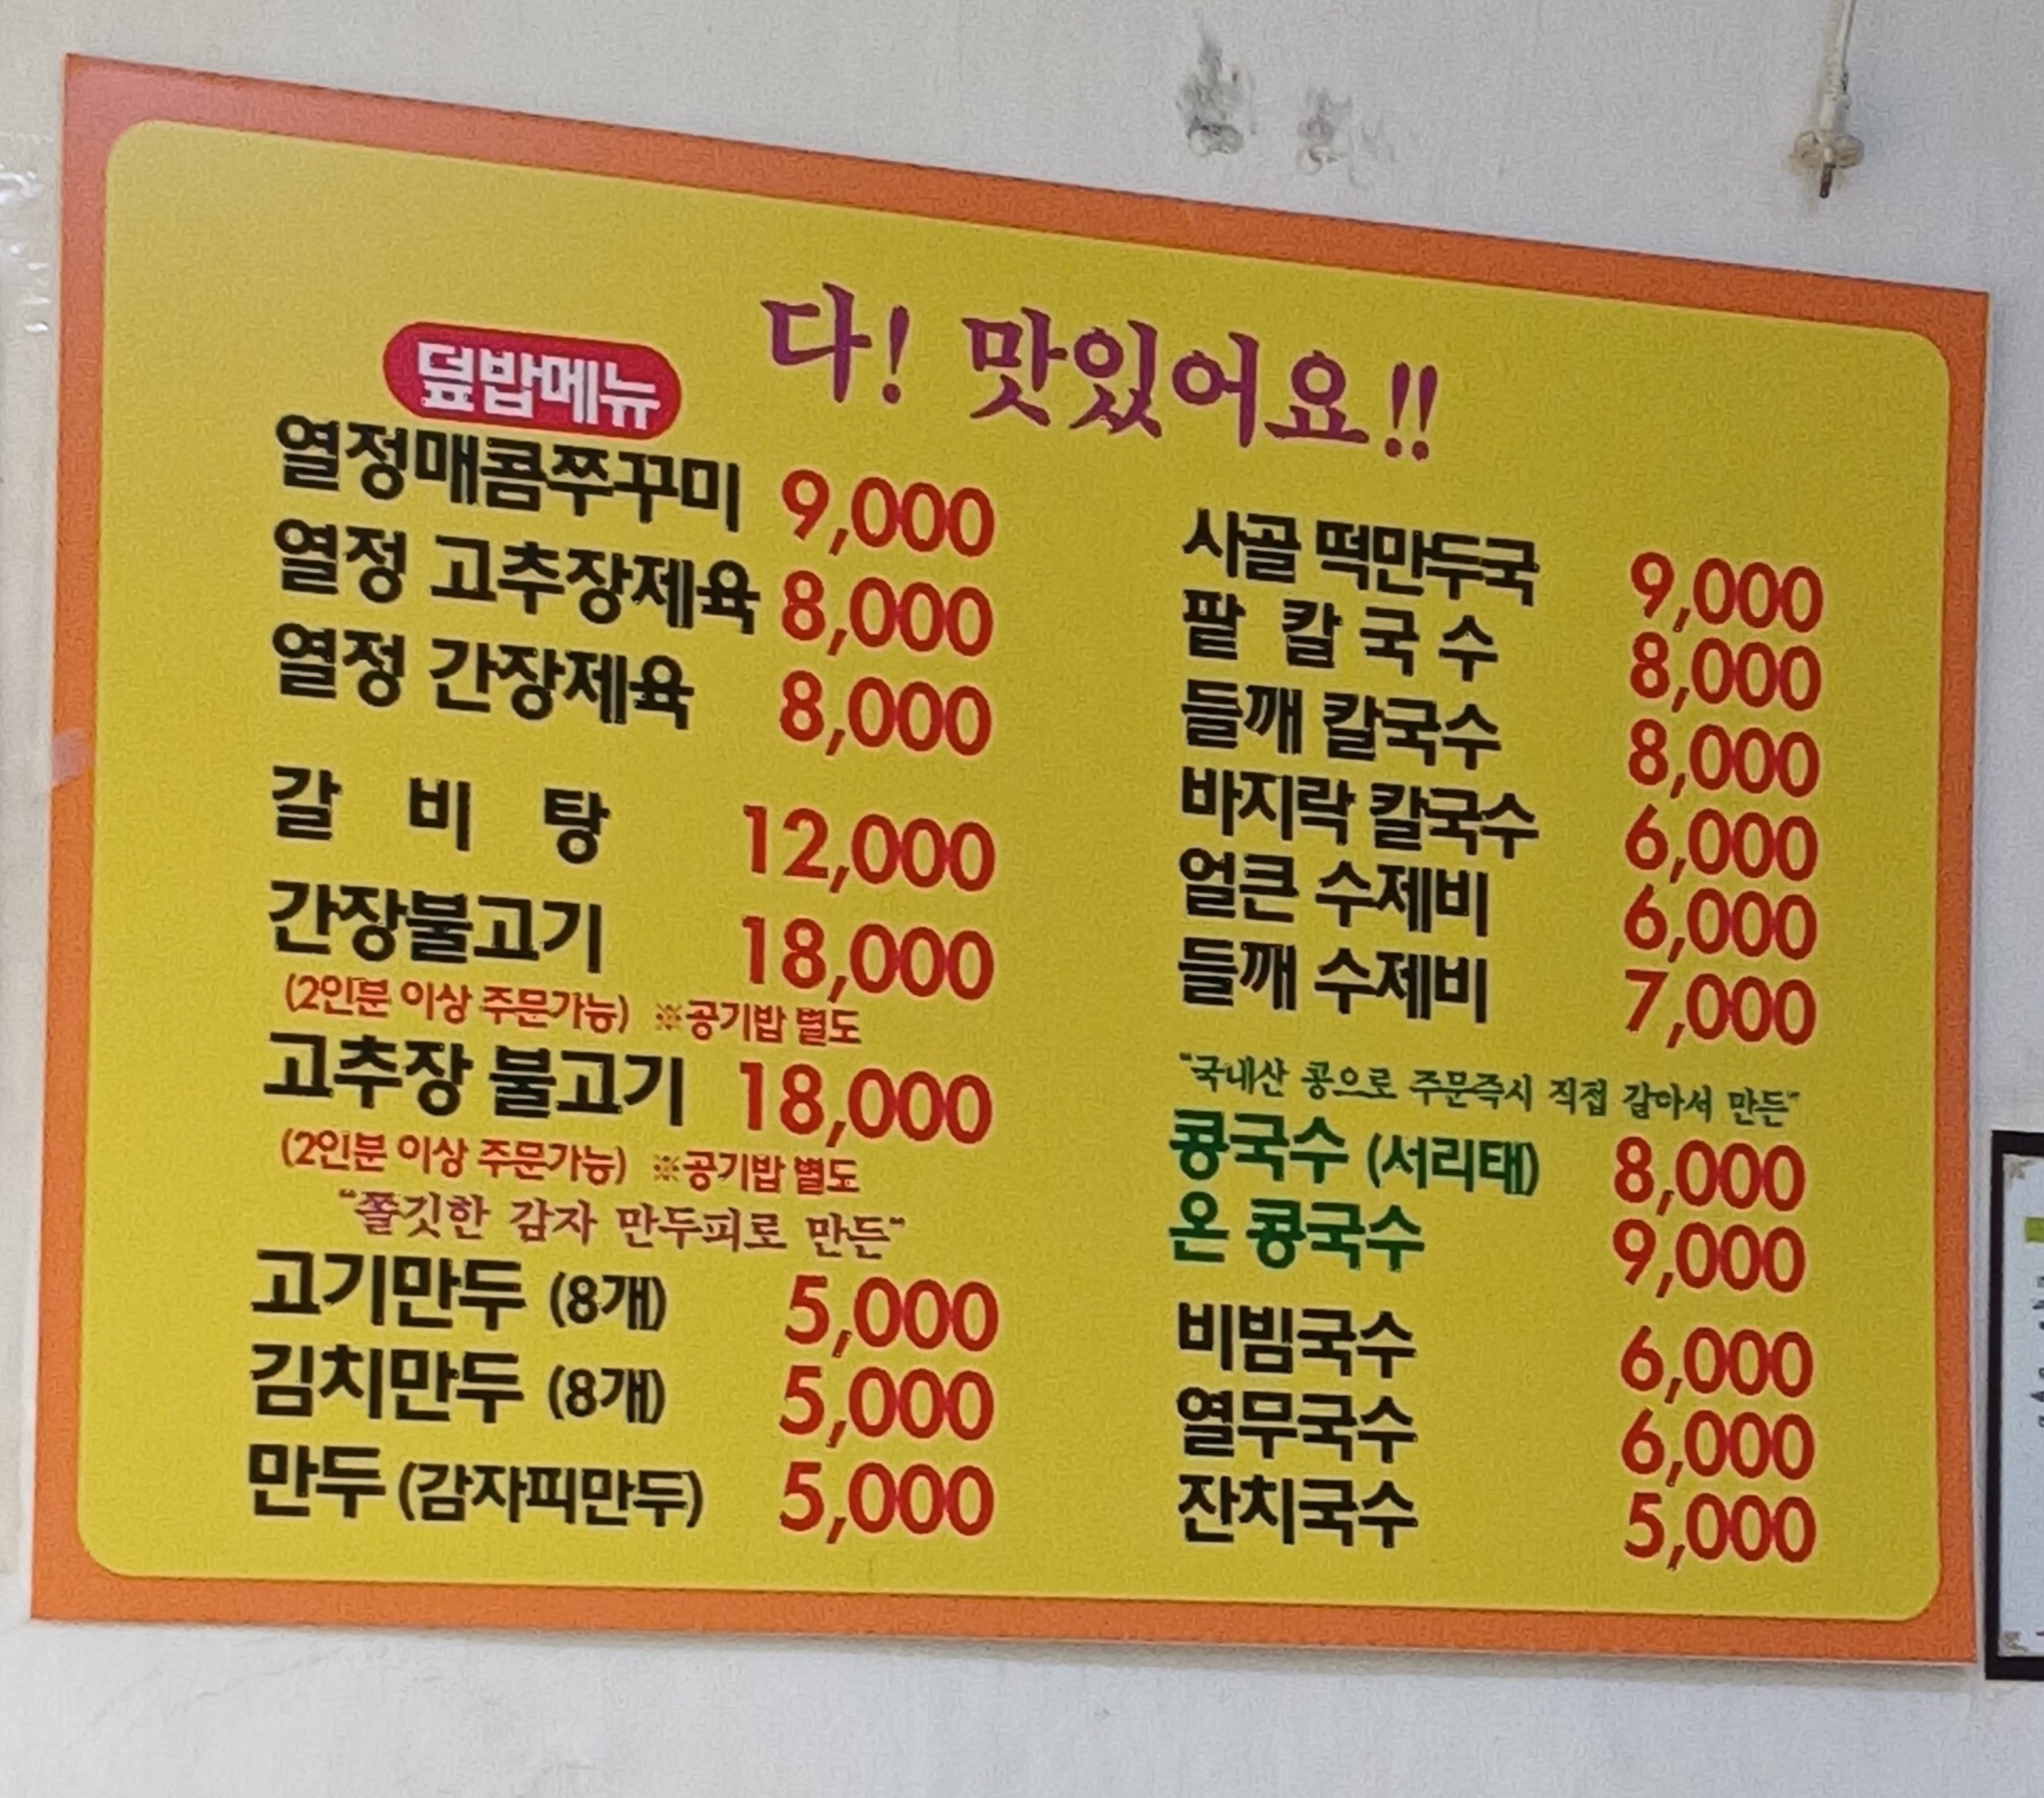 다! 맛있어요!!
덮밥메뉴
열정매콤쭈꾸미 9,000
열정 고추장제육 8,000
열정 간장제육 8,000
갈 비 탕 12,000
간장불고기 18,000
(2인분 이상 주문가능) ※공기밥 별도
고추장 불고기 18,000
(2인분 이상 주문가능) ※공기밥 별도
"쫄깃한 감자 만두피로 만든"
고기만두 (8개) 5,000
김치만두 (8개) 5,000
만두 (감자피만두) 5,000
사골 떡만두국 9,000
팥 칼 국 수 8,000
들깨 칼국수 8,000
바지락 칼국수 6,000
얼큰 수제비 6,000
들깨 수제비 7,000
"국내산 콩으로 주문즉시 직접 갈아서 만든"
콩국수 (서리태) 8,000
온 콩국수 9,000
비빔국수 6,000
열무국수 6,000
잔치국수 5,000